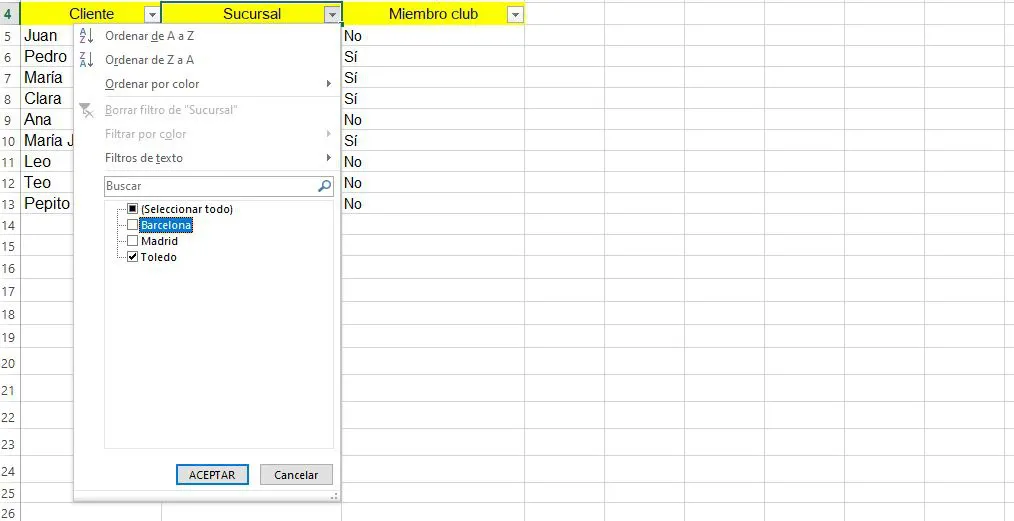 4 Cliente Sucursal Miembro club
5 Juan No
6 Pedro Sí
7 María Sí
8 Clara Sí
9 Ana No
10 María J Sí
11 Leo No
12 Teo No
13 Pepito No
14
15
16
17
18
19
20
21
22
23
24
25
26
Ordenar de A a Z
Ordenar de Z a A
Ordenar por color
Borrar filtro de "Sucursal"
Filtrar por color
Filtros de texto
Buscar
(Seleccionar todo)
Barcelona
Madrid
Toledo
ACEPTAR Cancelar